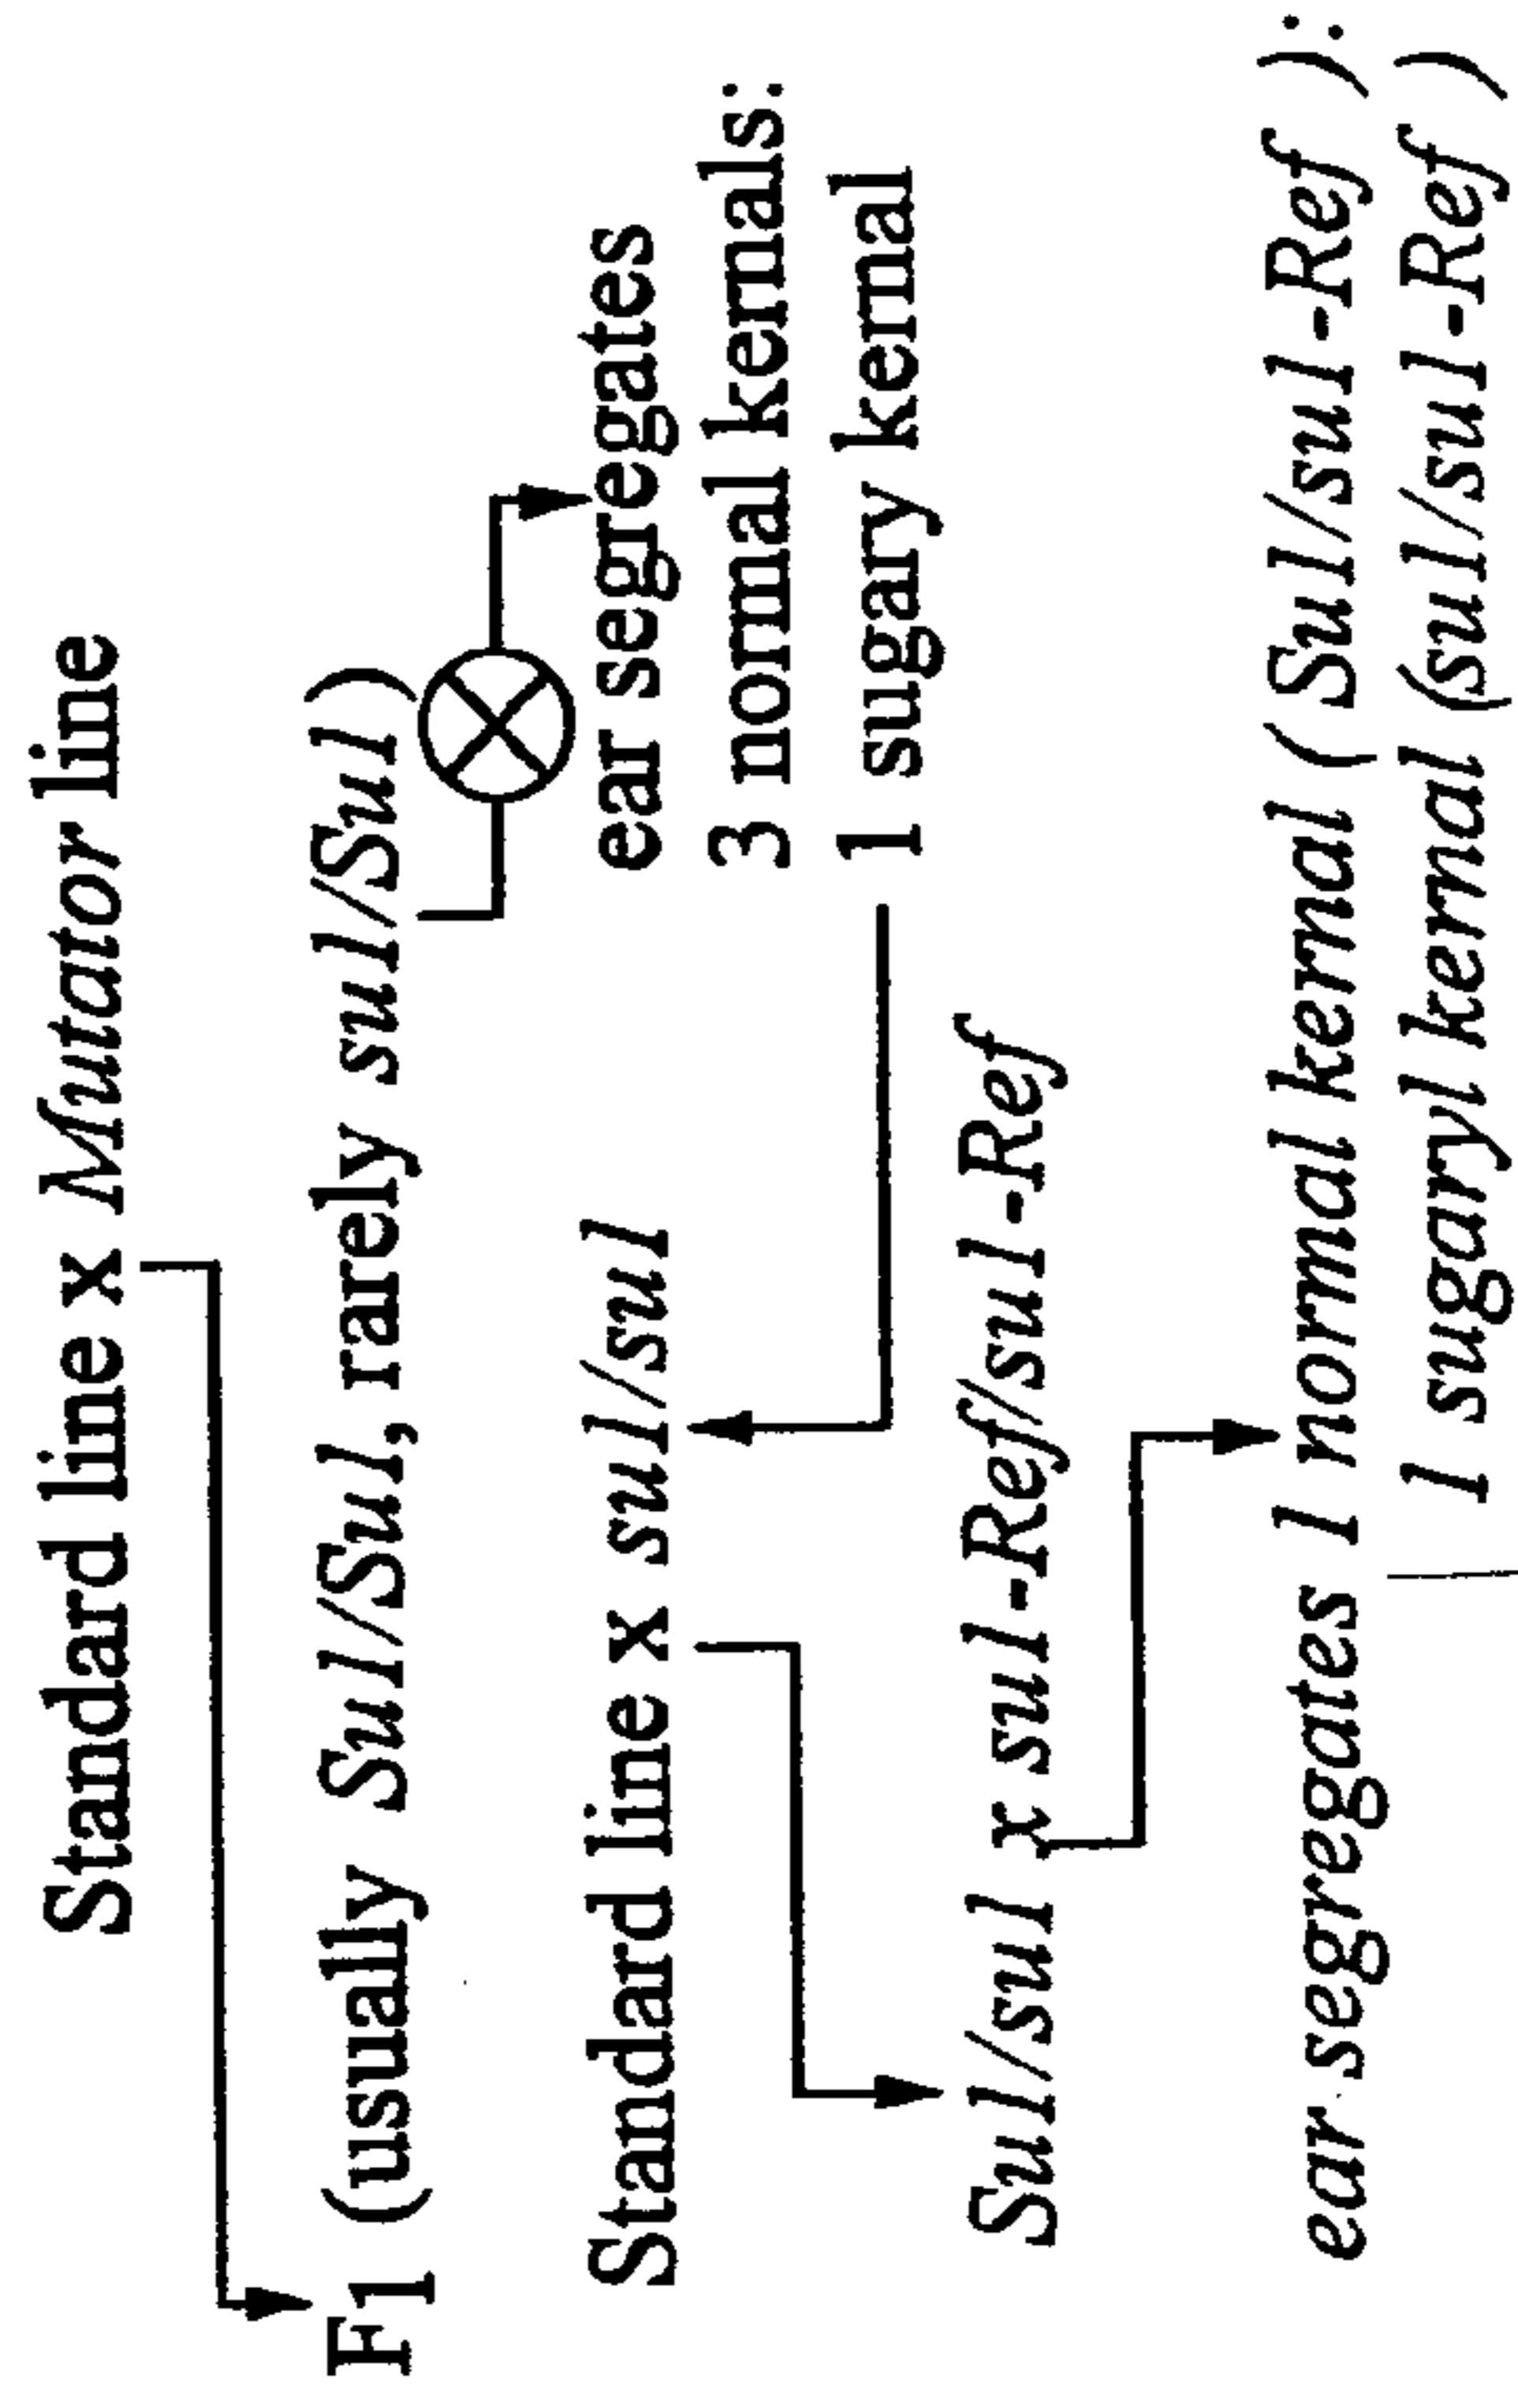 Standard line x Mutator line
F1 (usually Su1/Su1, rarely su1/Su1 )
ear segregates
3 normal kernals:
1 sugary kernal
Standard line x su1/su1
Su1/su1 x su1-Ref/su1-Ref
ear segregates 1 normal kernal ( Su1/su1-Ref ):
1 sugary1 kernal (su1/su1-Ref )